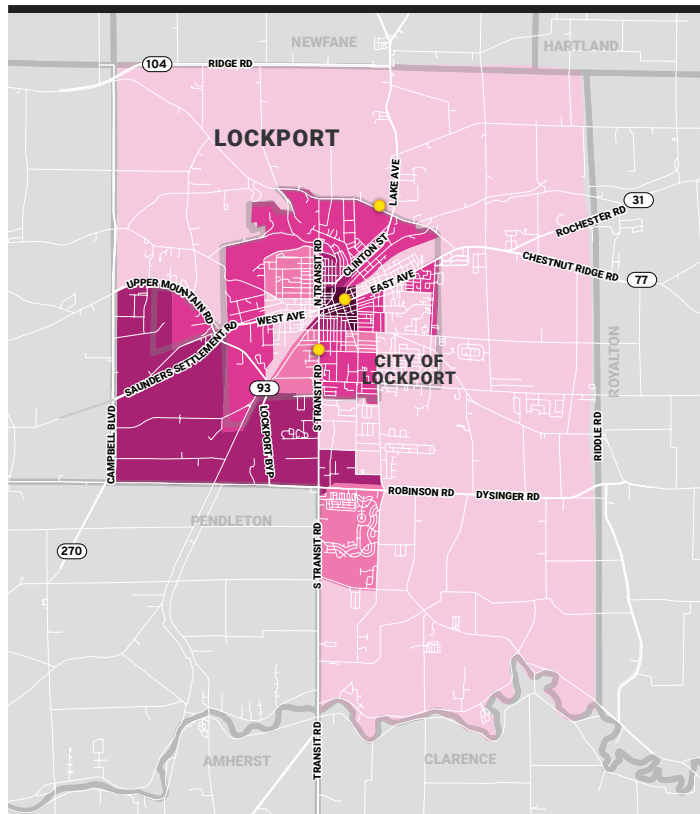 NEWFANE
HARTLAND
104
RIDGE RD
LOCKPORT
LAKE AVE
31
ROCHESTER RD
N TRANSIT RD
CLINTON ST
CHESTNUT RIDGE RD
77
EAST AVE
UPPER MOUNTAIN RD
WEST AVE
SAUNDERS SETTLEMENT RD
CITY OF
LOCKPORT
ROYALTON
93
S TRANSIT RD
CAMPBELL BLVD
LOCKPORT BYP
RIDDLE RD
ROBINSON RD
DYSINGER RD
PENDLETON
270
S TRANSIT RD
TRANSIT RD
AMHERST
CLARENCE